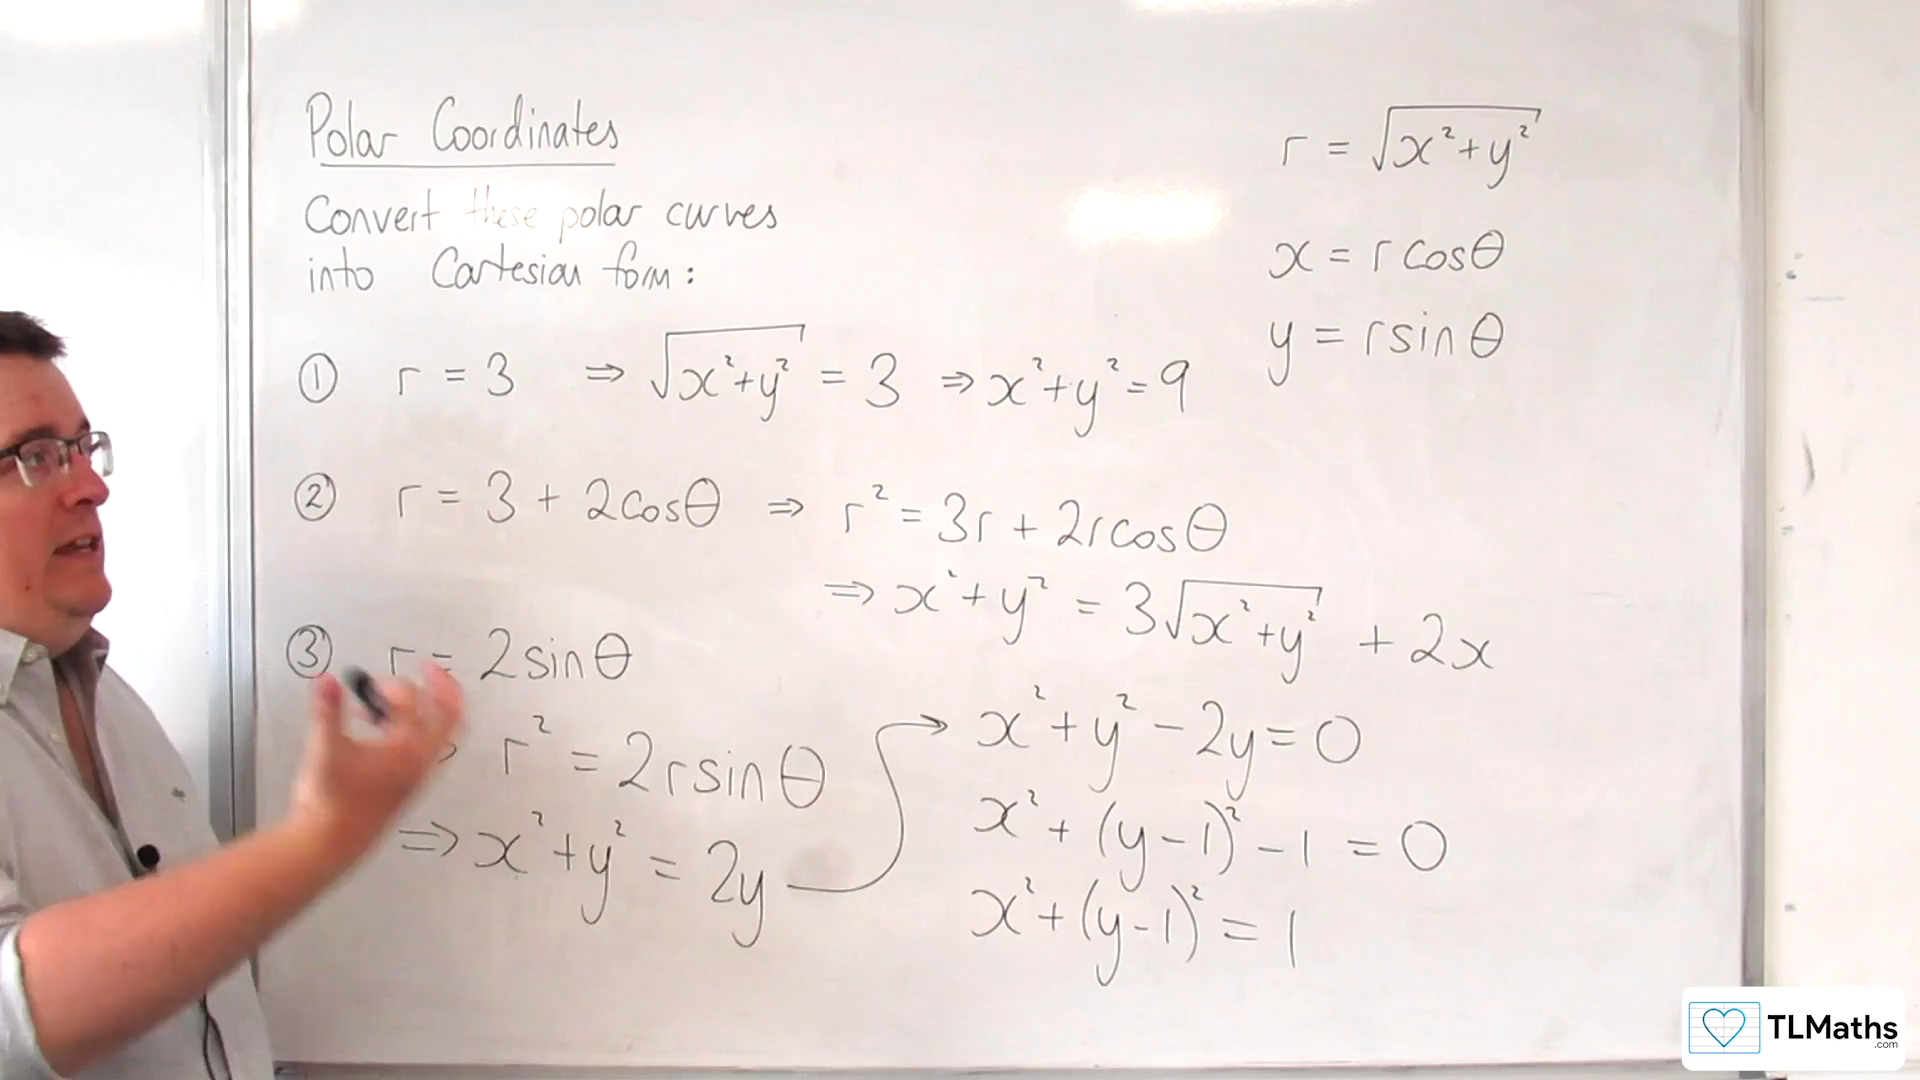 Polar Coordinates
Convert these polar curves
into Cartesian form:
r = √(x²+y²)
x = r cosθ
y = r sinθ
① r = 3 ⇒ √(x²+y²) = 3 ⇒ x²+y² = 9
② r = 3 + 2cosθ ⇒ r² = 3r + 2rcosθ
⇒ x²+y² = 3√(x²+y²) + 2x
③ r = 2sinθ
r² = 2rsinθ
⇒ x²+y² = 2y
x²+y²-2y=0
x²+(y-1)²-1 = 0
x²+(y-1)² = 1
TLMaths
.com